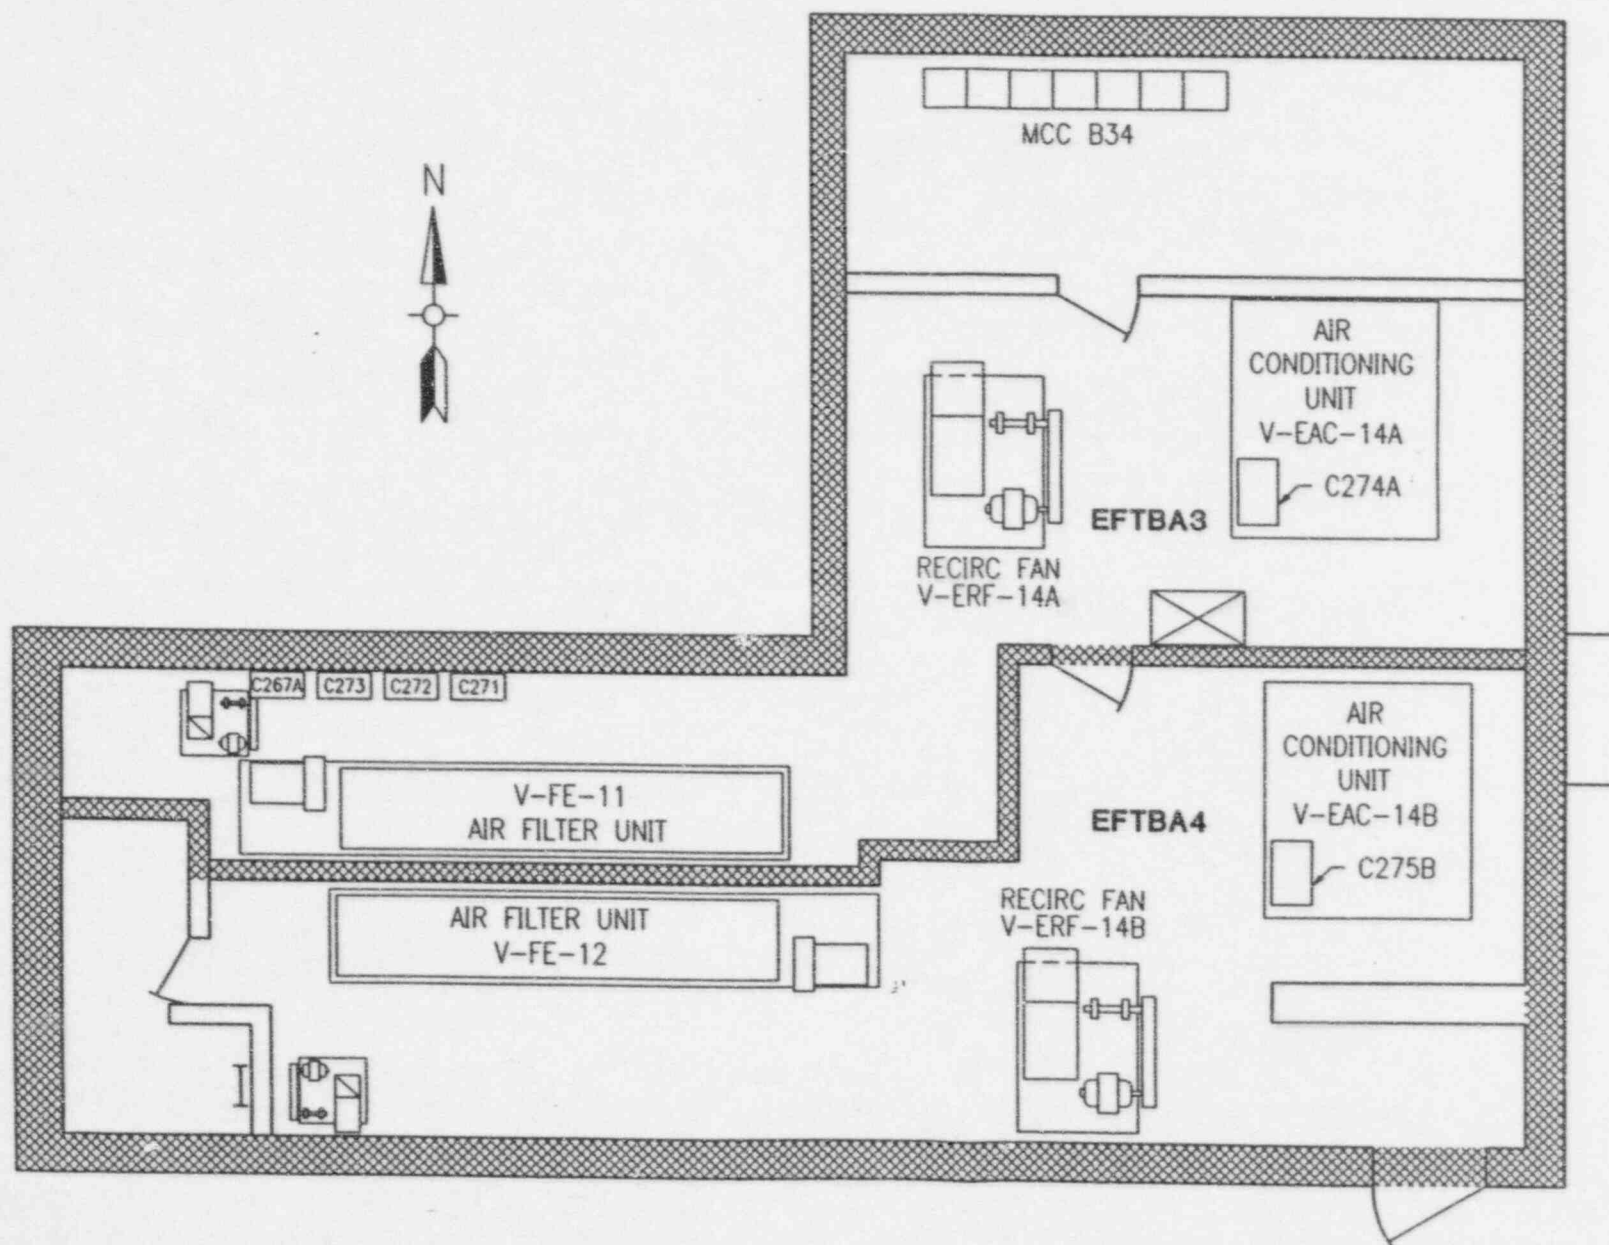 MCC B34
N
AIR
CONDITIONING
UNIT
V-EAC-14A
C274A
EFTBA3
RECIRC FAN
V-ERF-14A
C267A
C273
C272
C271
AIR
CONDITIONING
UNIT
V-EAC-14B
V-FE-11
AIR FILTER UNIT
EFTBA4
C275B
RECIRC FAN
V-ERF-14B
AIR FILTER UNIT
V-FE-12